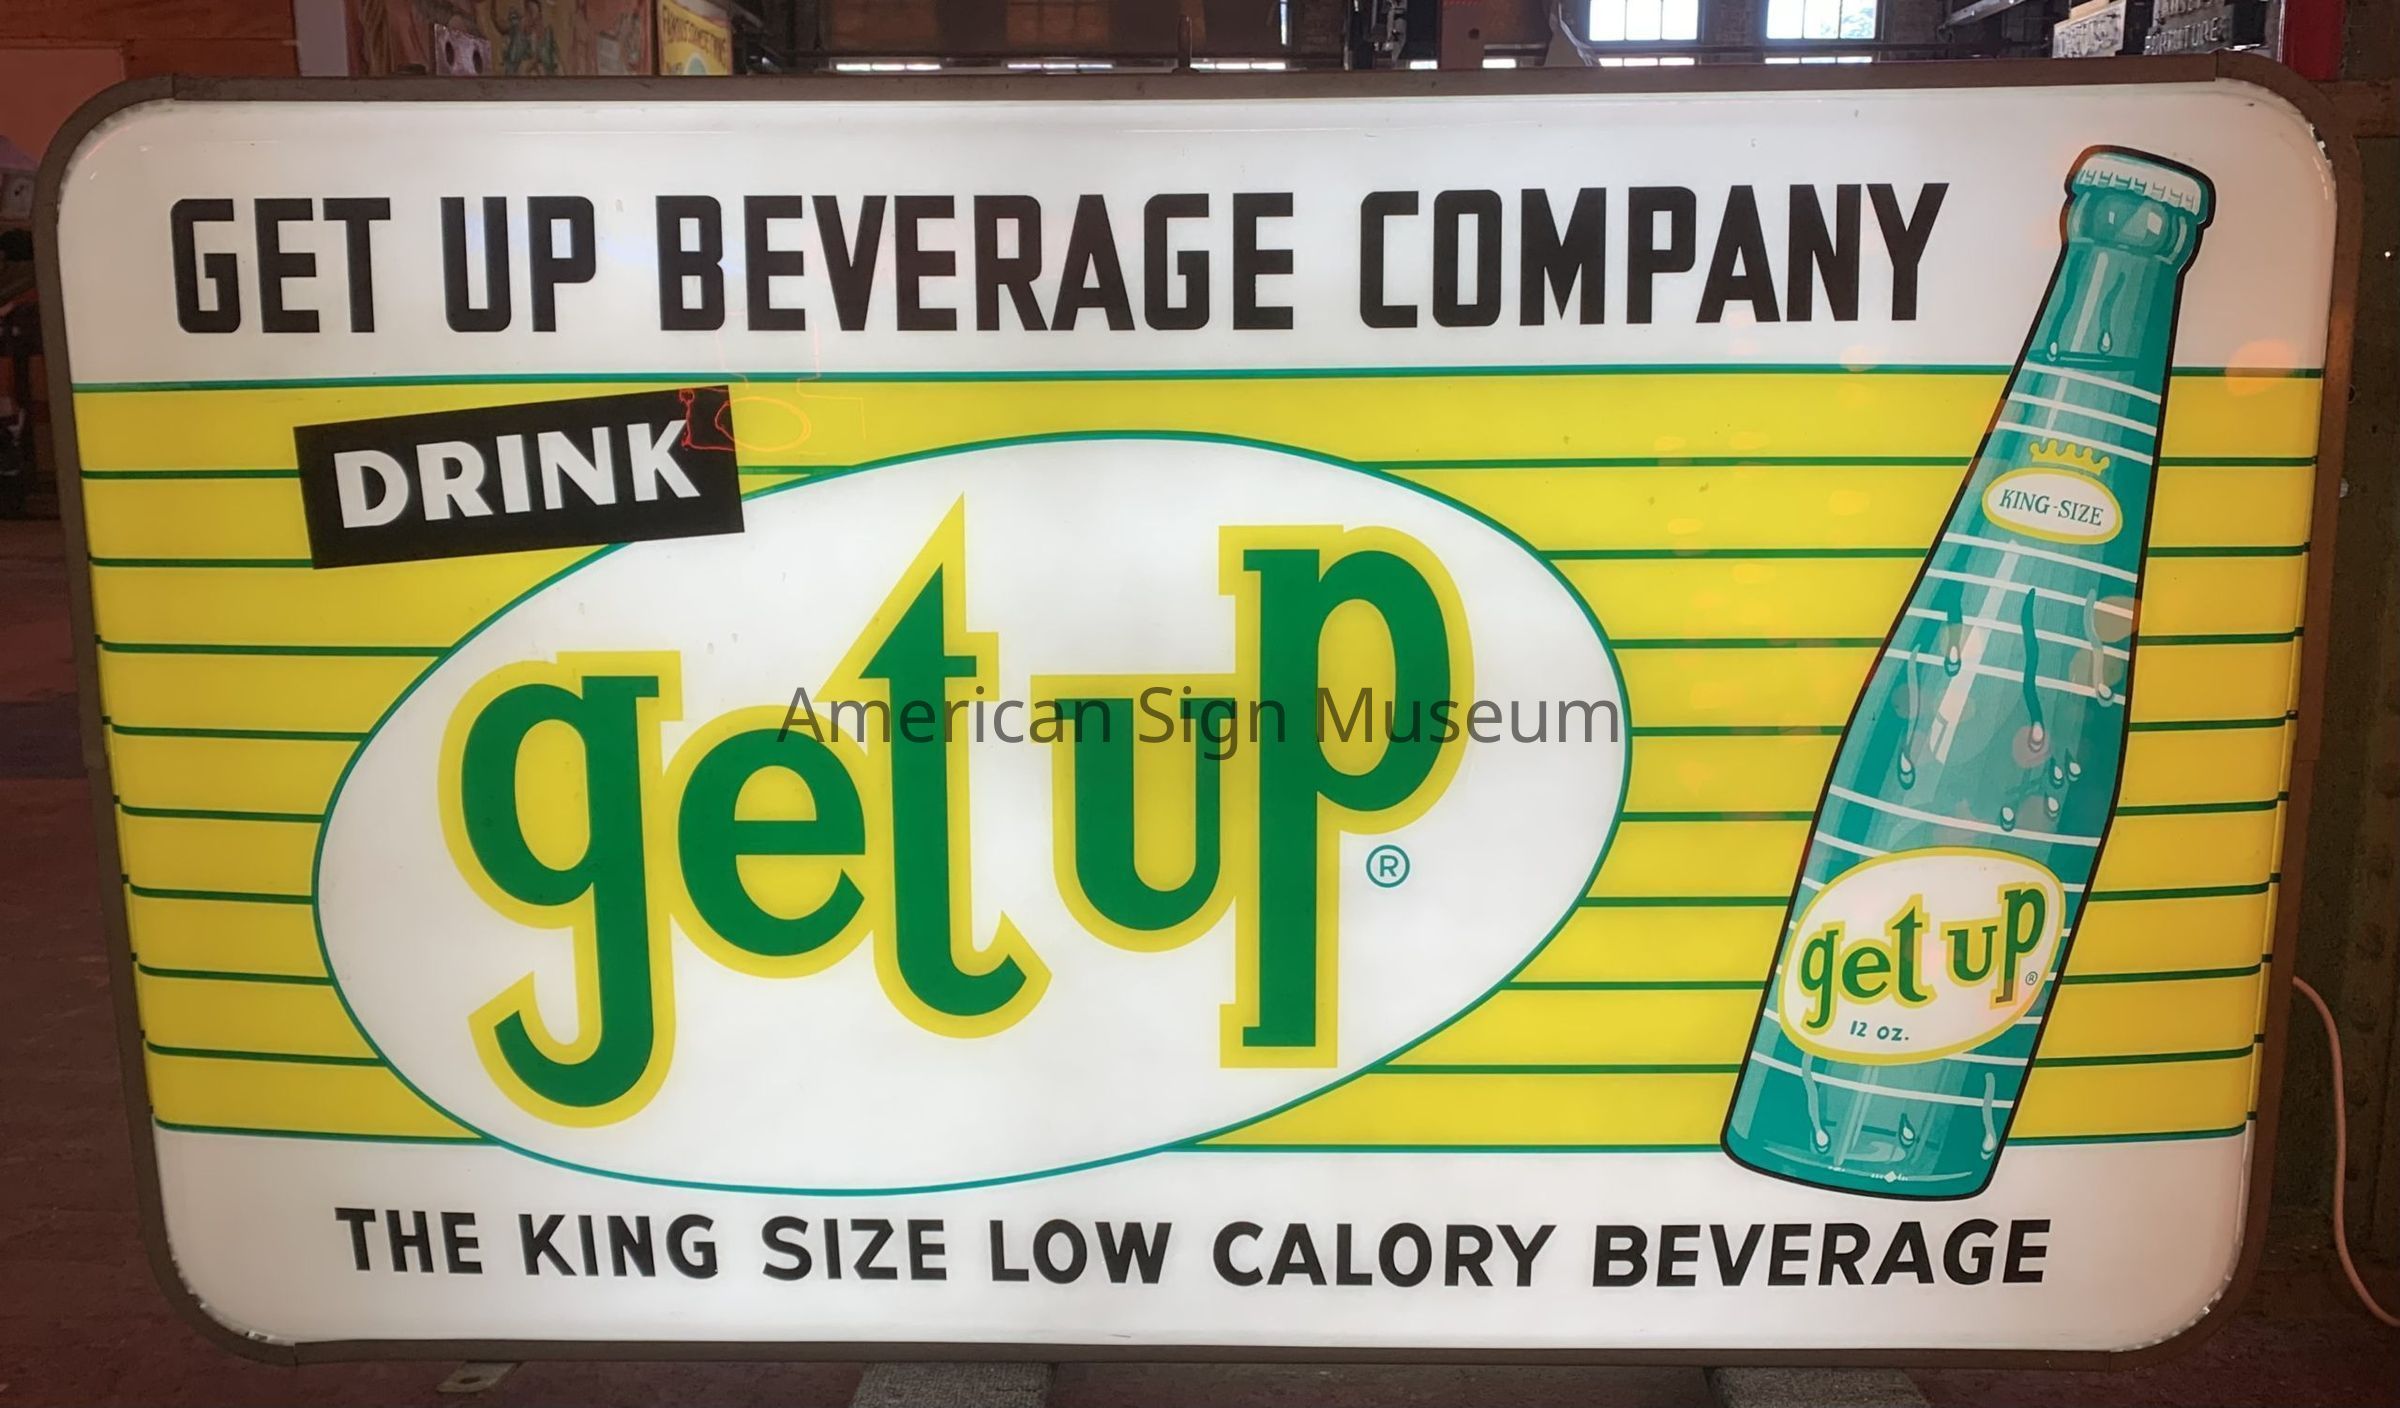 GET UP BEVERAGE COMPANY
DRINK
get up ®
KING-SIZE
get up ®
12 OZ.
THE KING SIZE LOW CALORY BEVERAGE
American Sign Museum